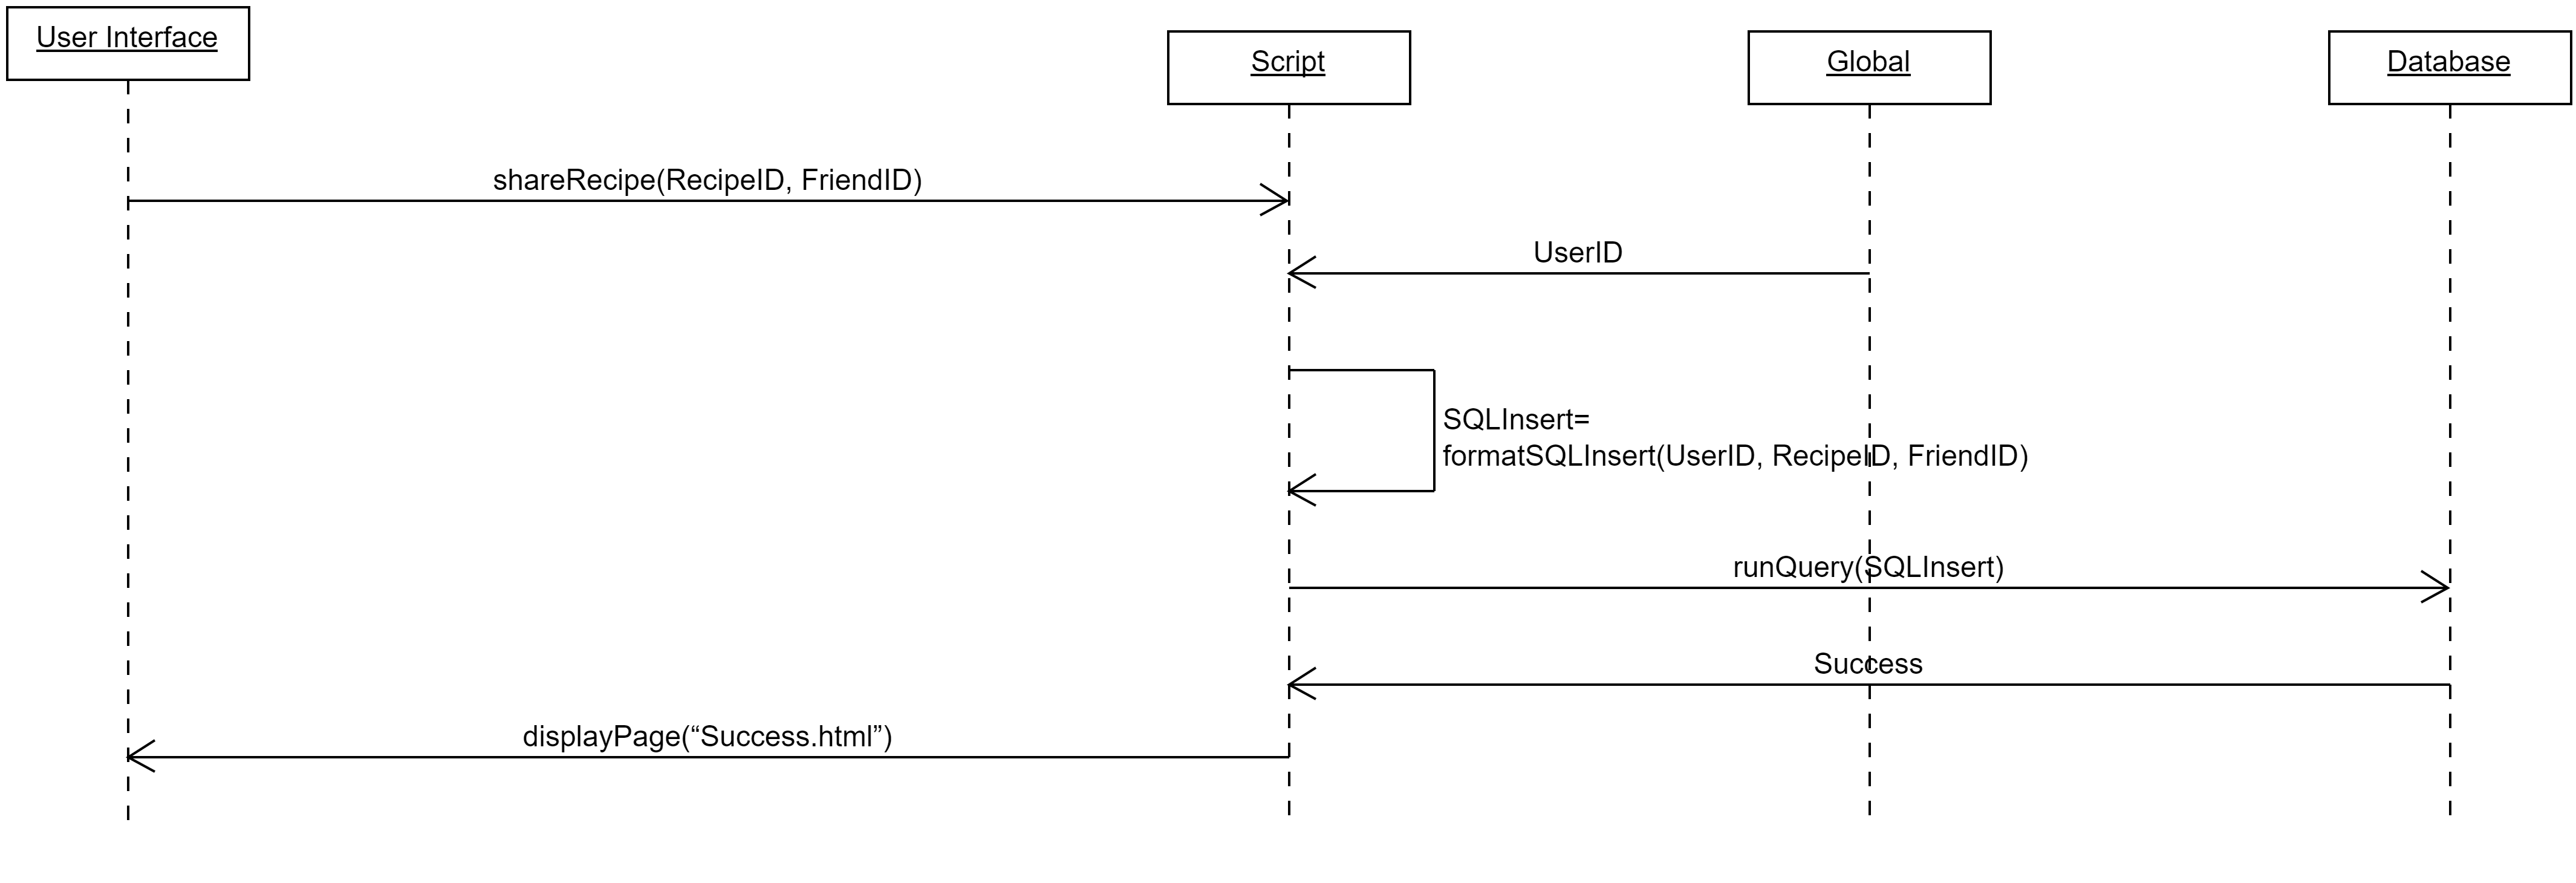 User Interface
Script
Global
Database
shareRecipe(RecipeID, FriendID)
UserID
SQLInsert=
formatSQLInsert(UserID, RecipeID, FriendID)
runQuery(SQLInsert)
Success
displayPage(“Success.html”)